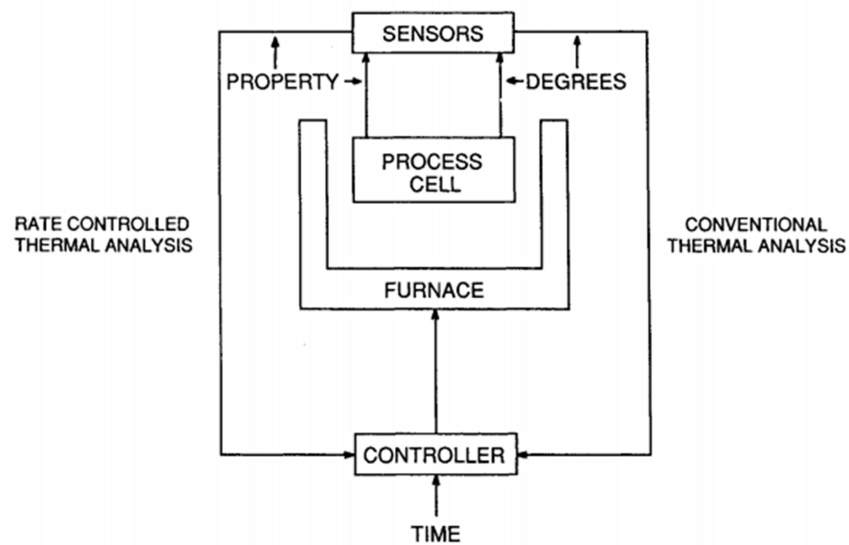 SENSORS
PROPERTY
DEGREES
PROCESS
CELL
RATE CONTROLLED
THERMAL ANALYSIS
CONVENTIONAL
THERMAL ANALYSIS
FURNACE
CONTROLLER
TIME